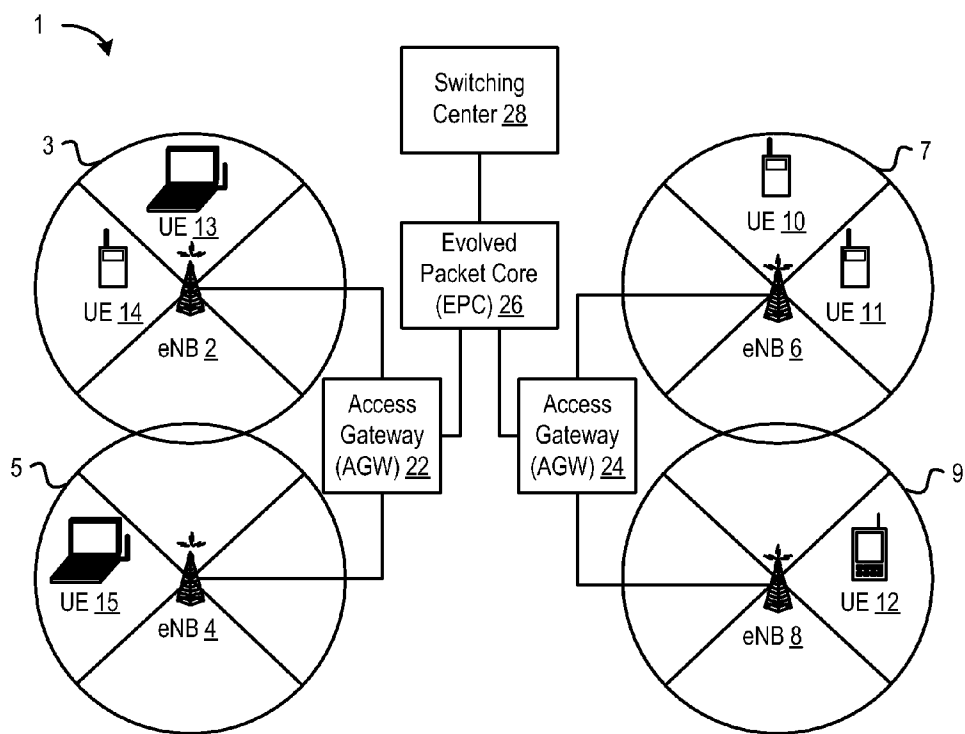 1
Switching
Center 28
3
7
UE 13
UE 10
Evolved
Packet Core
(EPC) 26
UE 14
UE 11
eNB 2
eNB 6
Access
Gateway
(AGW) 22
Access
Gateway
(AGW) 24
5
9
UE 15
UE 12
eNB 4
eNB 8